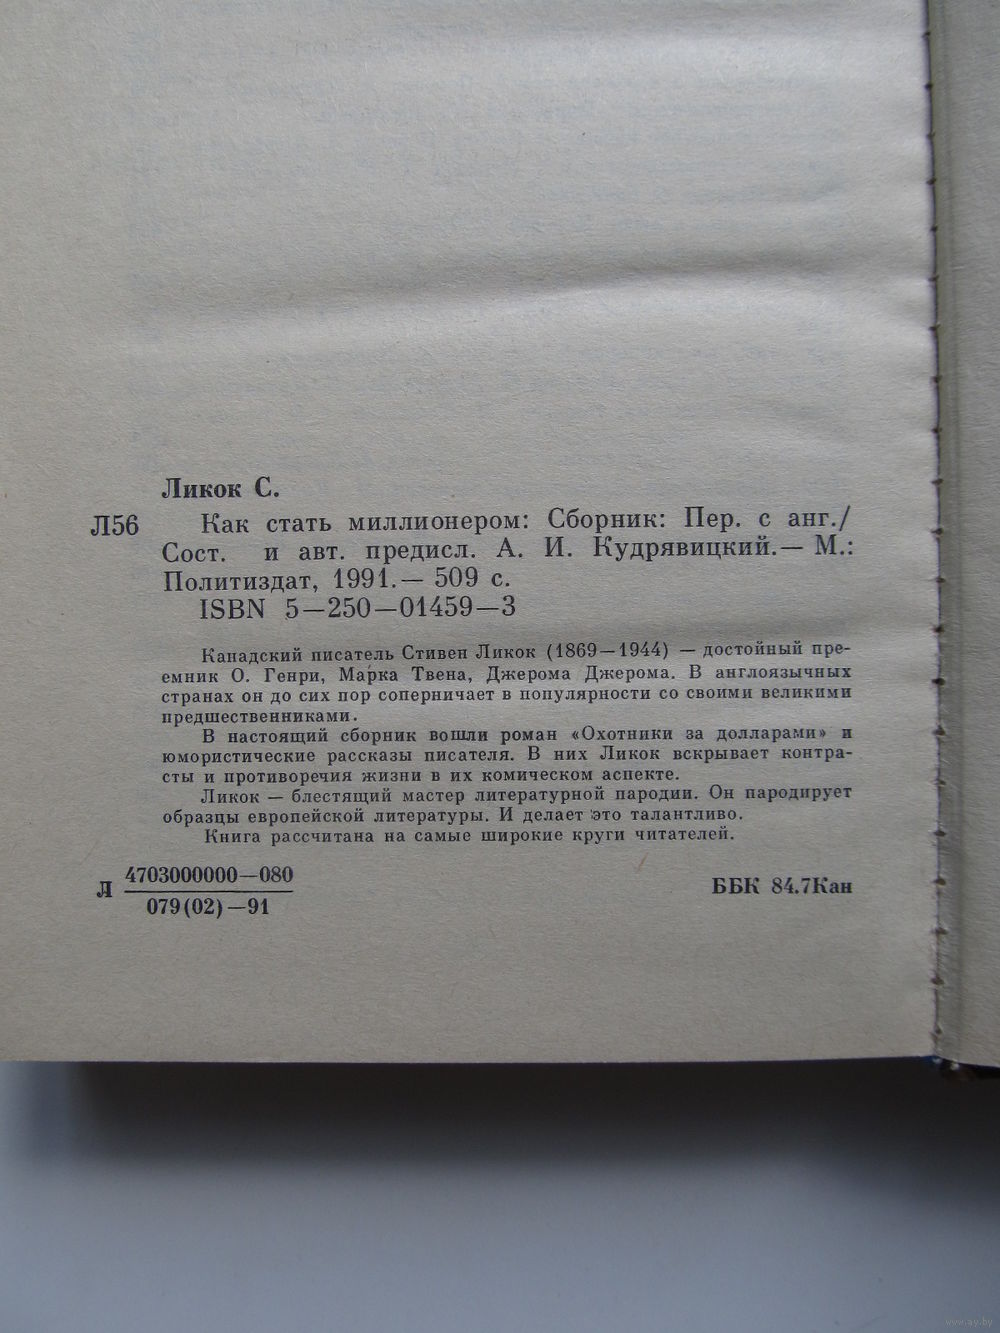 Ликок С.
Л56 Как стать миллионером: Сборник: Пер. с анг./
Сост. и авт. предисл. А. И. Кудрявицкий.— М.:
Политиздат, 1991.— 509 с.
ISBN 5—250—01459—3
Канадский писатель Стивен Ликок (1869—1944) — достойный пре-
емник О. Генри, Марка Твена, Джерома Джерома. В англоязычных
странах он до сих пор соперничает в популярности со своими великими
предшественниками.
В настоящий сборник вошли роман «Охотники за долларами» и
юмористические рассказы писателя. В них Ликок вскрывает контра-
сты и противоречия жизни в их комическом аспекте.
Ликок — блестящий мастер литературной пародии. Он пародирует
образцы европейской литературы. И делает это талантливо.
Книга рассчитана на самые широкие круги читателей.
Л 4703000000—080
079(02)—91
ББК 84.7Кан
www.ay.by